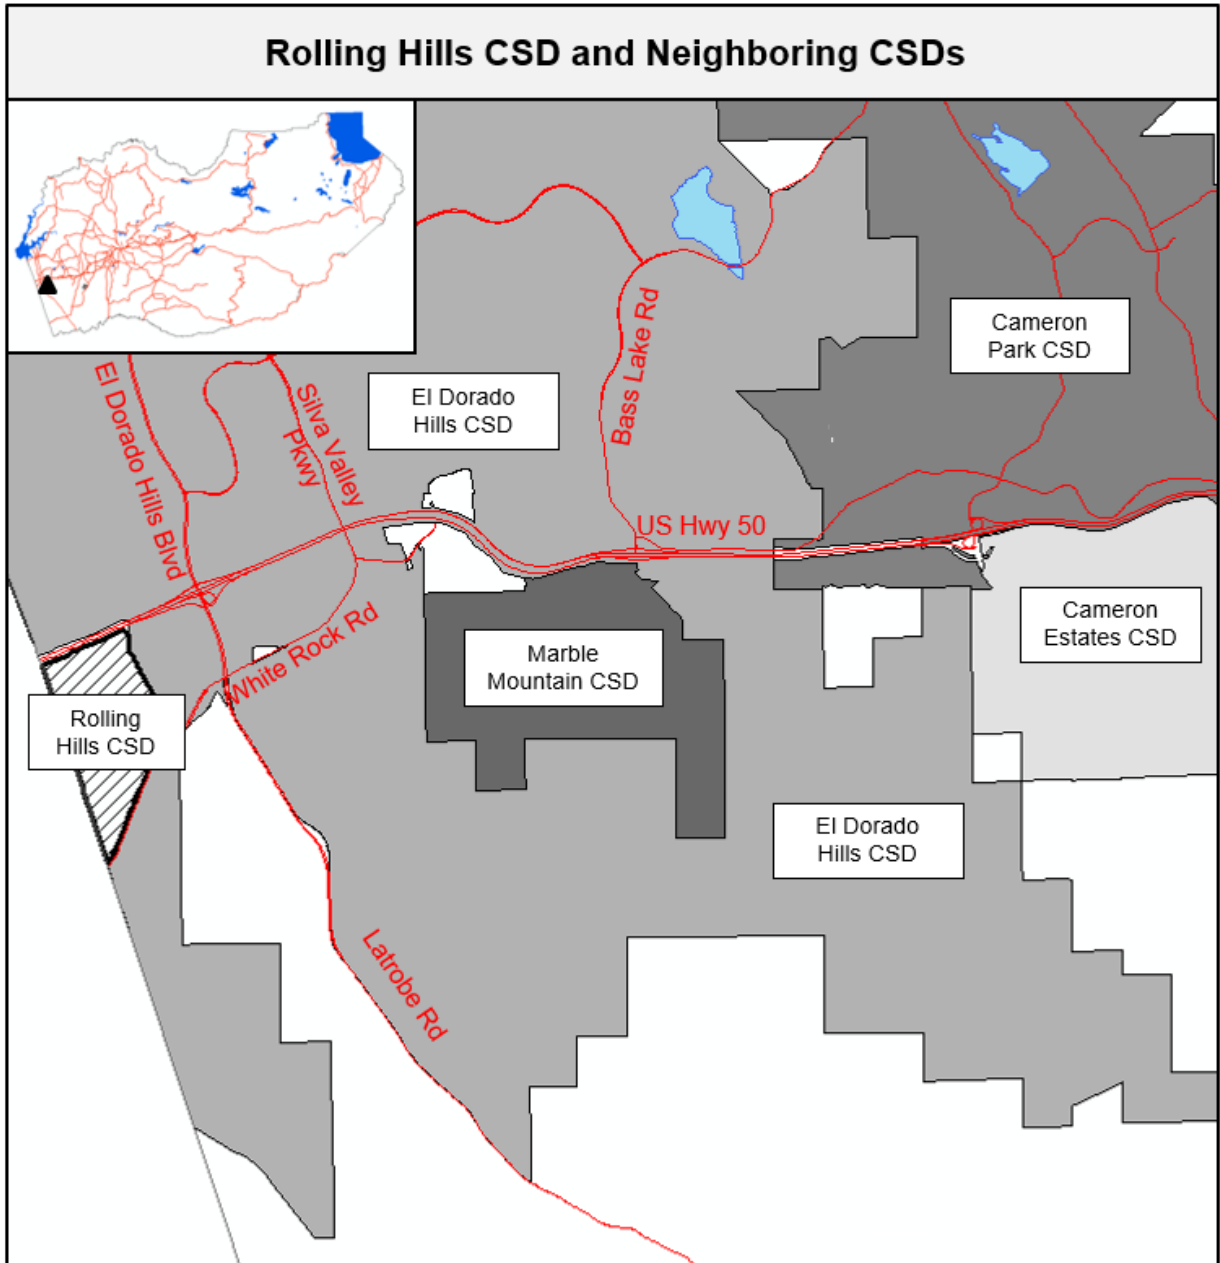 Rolling Hills CSD and Neighboring CSDs
Cameron
Park CSD
Bass Lake Rd
El Dorado
Hills CSD
El Dorado Hills Blvd
Silva Valley
Pkwy
US Hwy 50
Cameron
Estates CSD
White Rock Rd
Marble
Mountain CSD
Rolling
Hills CSD
El Dorado
Hills CSD
Latrobe Rd